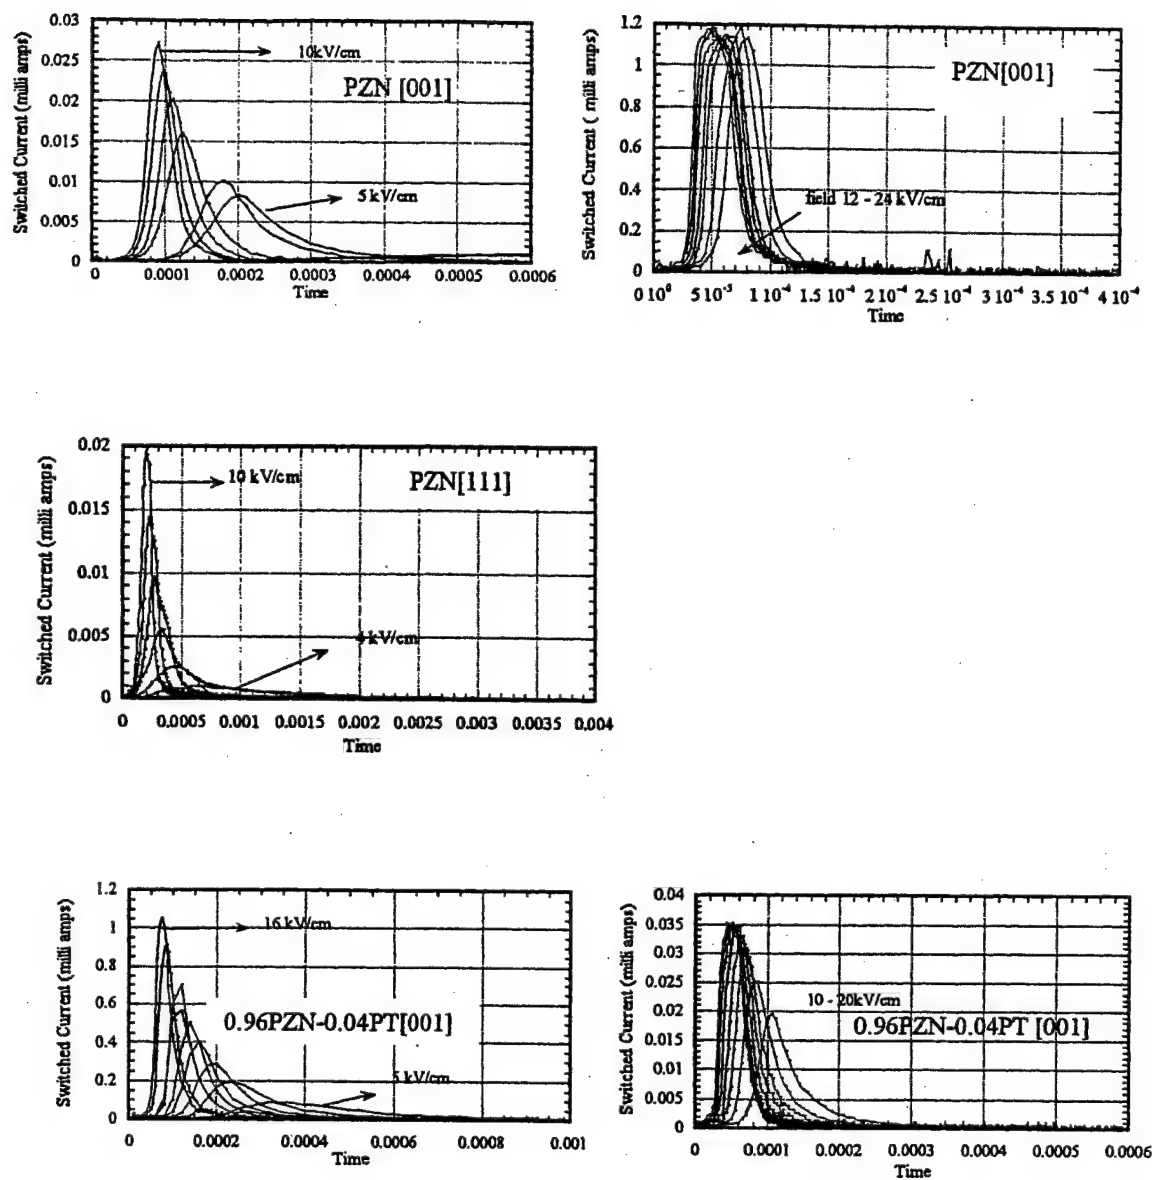 Switched Current (milli amps)
0.03
0.025
0.02
0.015
0.01
0.005
0
10kV/cm
PZN [001]
5 kV/cm
0 0.0001 0.0002 0.0003 0.0004 0.0005 0.0006
Time
Switched Current ( milli amps)
1.2
1
0.8
0.6
0.4
0.2
0
PZN[001]
field 12 - 24 kV/cm
0 10⁰ 5 10⁻⁵ 1 10⁻⁴ 1.5 10⁻⁴ 2 10⁻⁴ 2.5 10⁻⁴ 3 10⁻⁴ 3.5 10⁻⁴ 4 10⁻⁴
Time
Switched Current (milli amps)
0.02
0.015
0.01
0.005
0
10 kV/cm
PZN[111]
4 kV/cm
0 0.0005 0.001 0.0015 0.002 0.0025 0.003 0.0035 0.004
Time
Switched Current (milli amps)
1.2
1
0.8
0.6
0.4
0.2
0
16 kV/cm
0.96PZN-0.04PT[001]
5 kV/cm
0 0.0002 0.0004 0.0006 0.0008 0.001
Time
Switched Current (milli amps)
0.04
0.035
0.03
0.025
0.02
0.015
0.01
0.005
0
10 - 20kV/cm
0.96PZN-0.04PT [001]
0 0.0001 0.0002 0.0003 0.0004 0.0005 0.0006
Time